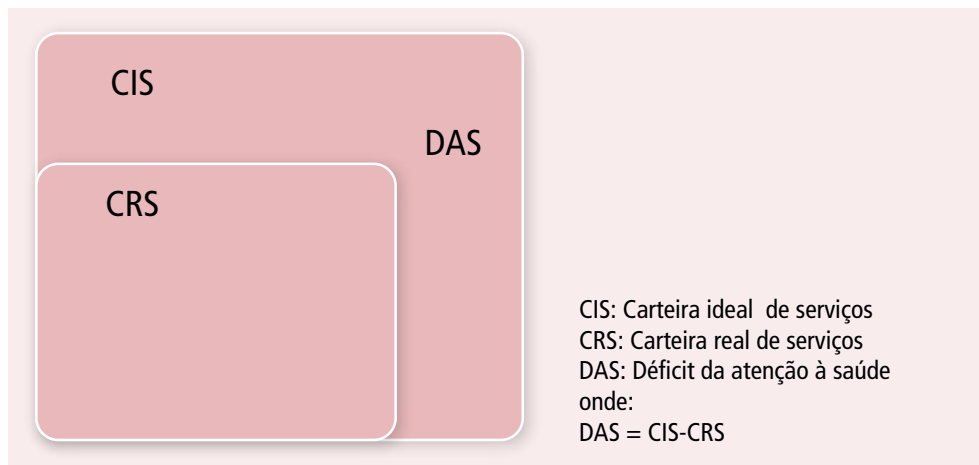 CIS
DAS
CRS
CIS: Carteira ideal de serviços
CRS: Carteira real de serviços
DAS: Déficit da atenção à saúde
onde:
DAS = CIS-CRS